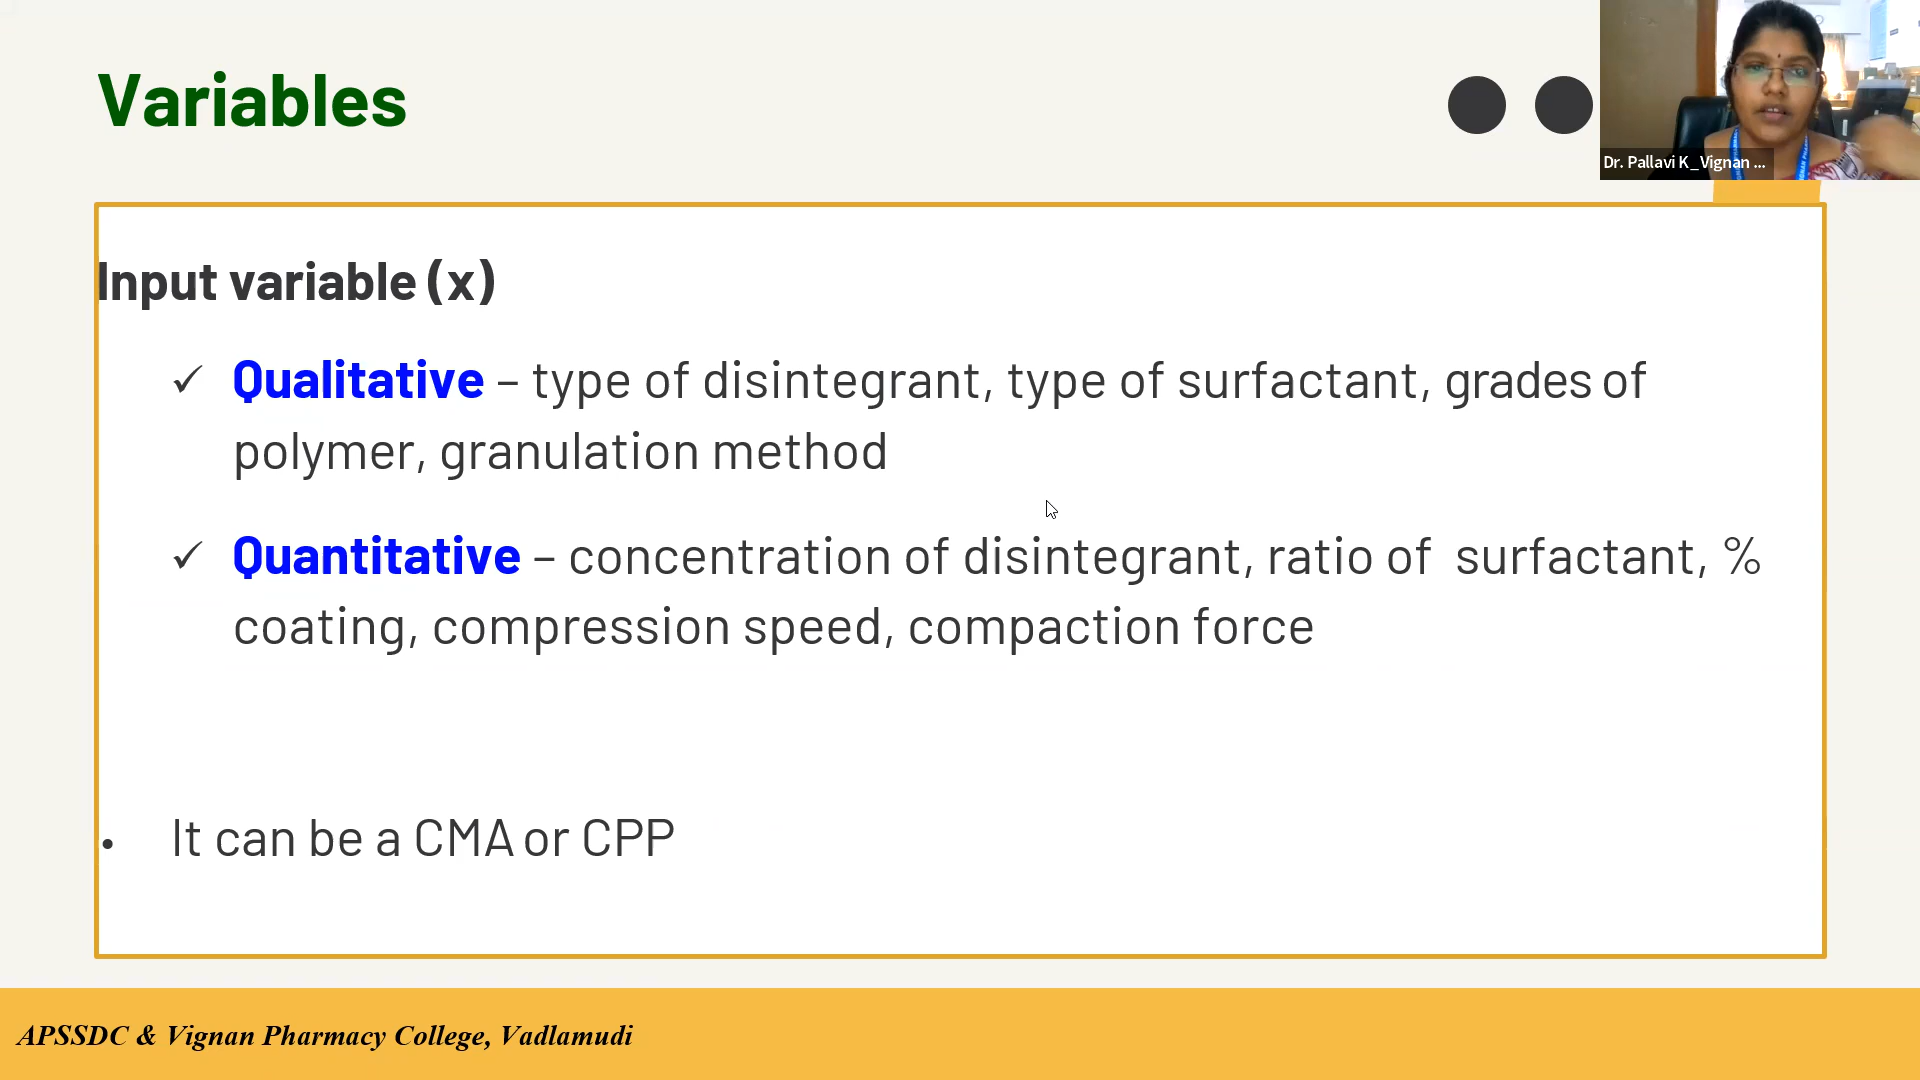 Variables
Dr. Pallavi K_Vignan ...
Input variable (x)
✓ Qualitative – type of disintegrant, type of surfactant, grades of
polymer, granulation method
✓ Quantitative – concentration of disintegrant, ratio of surfactant, %
coating, compression speed, compaction force
• It can be a CMA or CPP
APSSDC & Vignan Pharmacy College, Vadlamudi